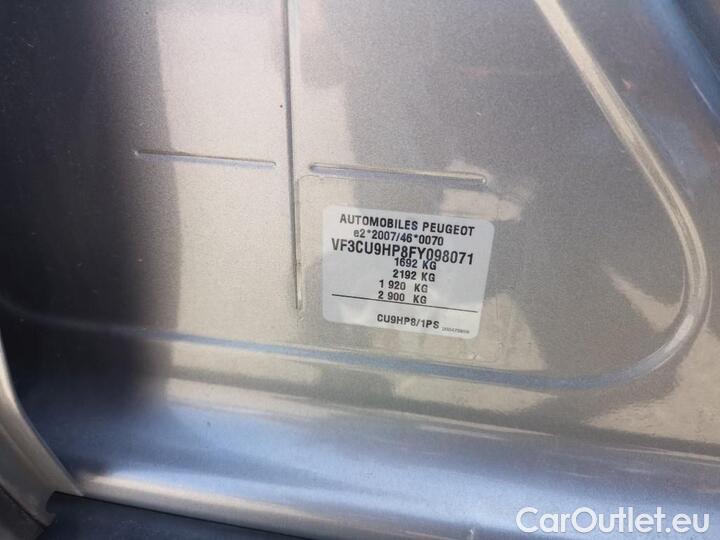 AUTOMOBILES PEUGEOT
e2*2007/46*0070
VF3CU9HP8FY098071
1692 KG
2192 KG
1 920 KG
2 900 KG
CU9HP8/1PS
CarOutlet.eu